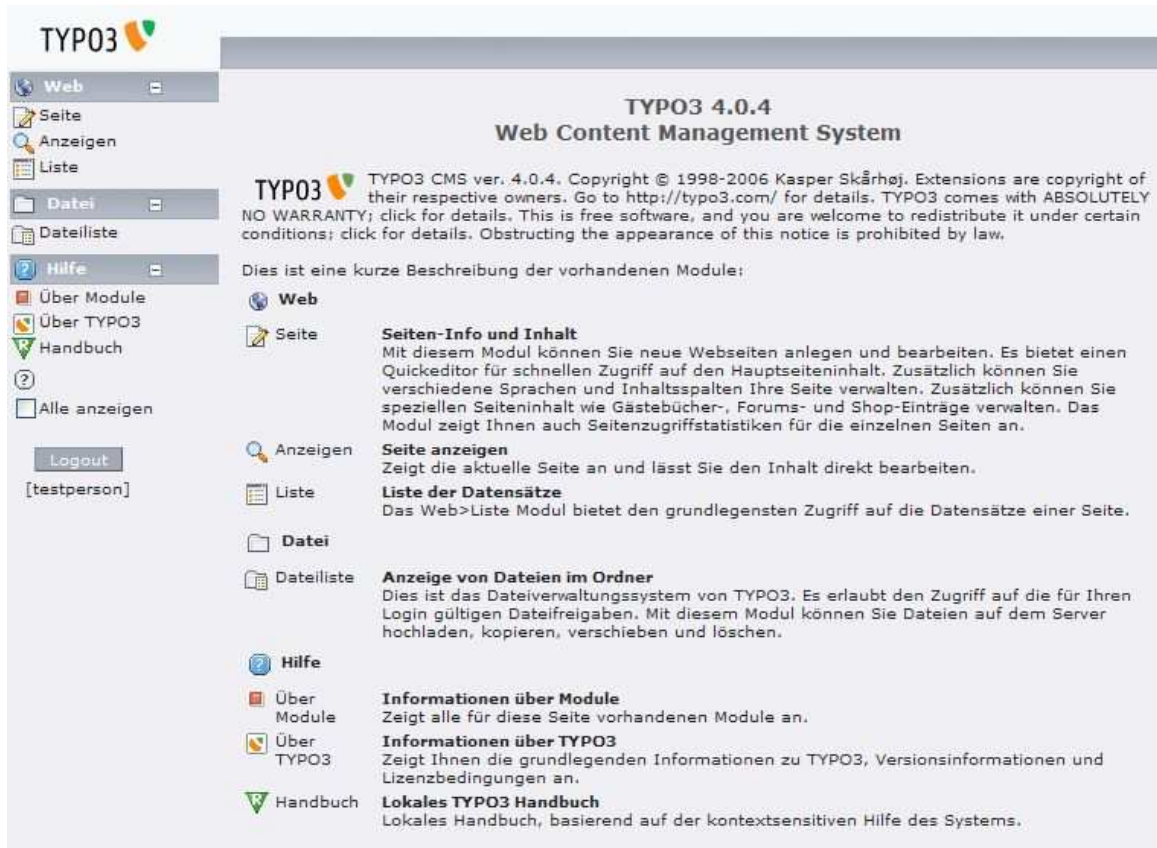 TYPO3
Web
Seite
Anzeigen
Liste
Datei
Dateiliste
Hilfe
Über Module
Über TYPO3
Handbuch
Alle anzeigen
Logout
[testperson]
TYPO3 4.0.4
Web Content Management System
TYPO3
TYPO3 CMS ver. 4.0.4. Copyright © 1998-2006 Kasper Skårhøj. Extensions are copyright of
their respective owners. Go to http://typo3.com/ for details. TYPO3 comes with ABSOLUTELY
NO WARRANTY; click for details. This is free software, and you are welcome to redistribute it under certain
conditions; click for details. Obstructing the appearance of this notice is prohibited by law.
Dies ist eine kurze Beschreibung der vorhandenen Module:
Web
Seite
Seiten-Info und Inhalt
Mit diesem Modul können Sie neue Webseiten anlegen und bearbeiten. Es bietet einen
Quickeditor für schnellen Zugriff auf den Hauptseiteninhalt. Zusätzlich können Sie
verschiedene Sprachen und Inhaltsspalten Ihre Seite verwalten. Zusätzlich können Sie
speziellen Seiteninhalt wie Gästebücher-, Forums- und Shop-Einträge verwalten. Das
Modul zeigt Ihnen auch Seitenzugriffstatistiken für die einzelnen Seiten an.
Anzeigen
Seite anzeigen
Zeigt die aktuelle Seite an und lässt Sie den Inhalt direkt bearbeiten.
Liste
Liste der Datensätze
Das Web>Liste Modul bietet den grundlegensten Zugriff auf die Datensätze einer Seite.
Datei
Dateiliste
Anzeige von Dateien im Ordner
Dies ist das Dateiverwaltungssystem von TYPO3. Es erlaubt den Zugriff auf die für Ihren
Login gültigen Dateifreigaben. Mit diesem Modul können Sie Dateien auf dem Server
hochladen, kopieren, verschieben und löschen.
Hilfe
Über
Module
Informationen über Module
Zeigt alle für diese Seite vorhandenen Module an.
Über
TYPO3
Informationen über TYPO3
Zeigt Ihnen die grundlegenden Informationen zu TYPO3, Versionsinformationen und
Lizenzbedingungen an.
Handbuch
Lokales TYPO3 Handbuch
Lokales Handbuch, basierend auf der kontextsensitiven Hilfe des Systems.